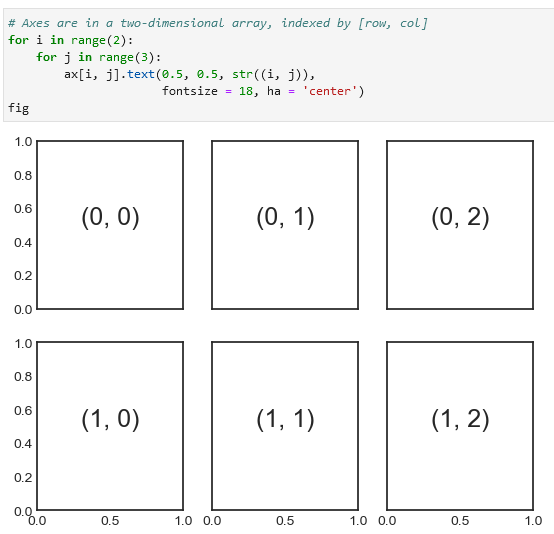 # Axes are in a two-dimensional array, indexed by [row, col]
for i in range(2):
    for j in range(3):
        ax[i, j].text(0.5, 0.5, str((i, j)),
                      fontsize = 18, ha = 'center')
fig
1.0
0.8
0.6
0.4
0.2
0.0
(0, 0) (0, 1) (0, 2)
1.0
0.8
0.6
0.4
0.2
0.0
(1, 0) (1, 1) (1, 2)
0.0 0.5 1.0 0.0 0.5 1.0 0.0 0.5 1.0